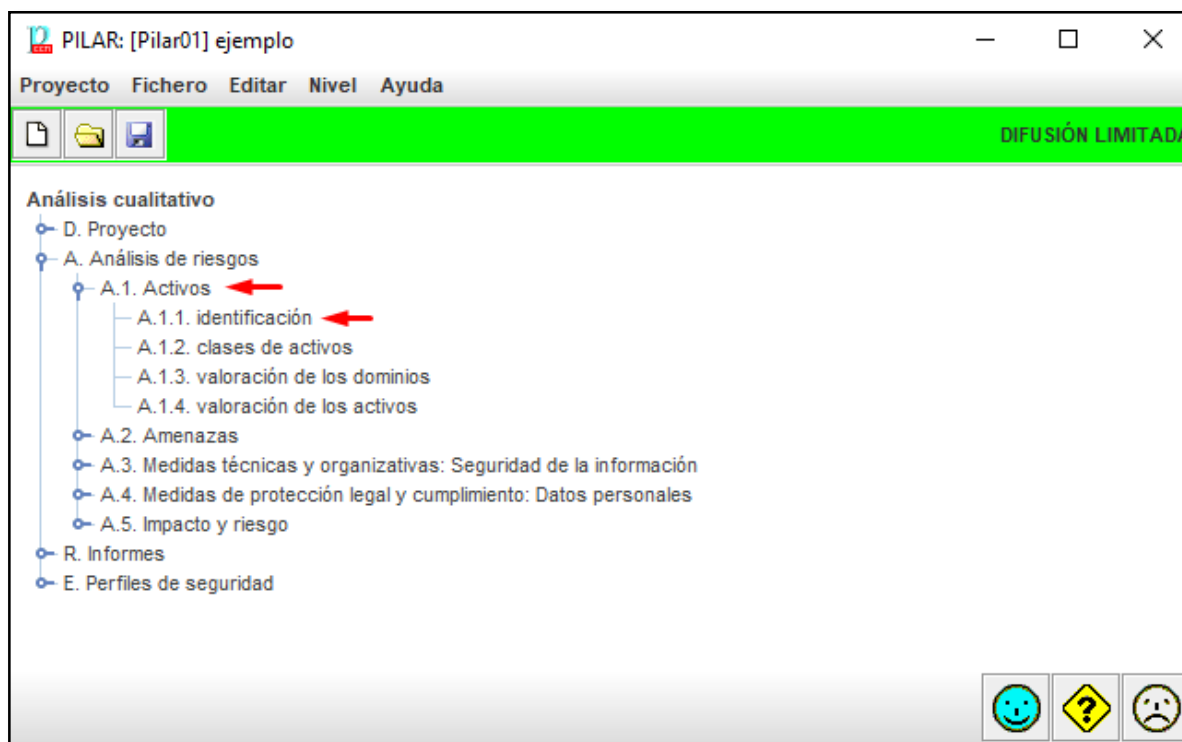 PILAR: [Pilar01] ejemplo
Proyecto Fichero Editar Nivel Ayuda
DIFUSIÓN LIMITADA
Análisis cualitativo
D. Proyecto
A. Análisis de riesgos
A.1. Activos
A.1.1. identificación
A.1.2. clases de activos
A.1.3. valoración de los dominios
A.1.4. valoración de los activos
A.2. Amenazas
A.3. Medidas técnicas y organizativas: Seguridad de la información
A.4. Medidas de protección legal y cumplimiento: Datos personales
A.5. Impacto y riesgo
R. Informes
E. Perfiles de seguridad
?